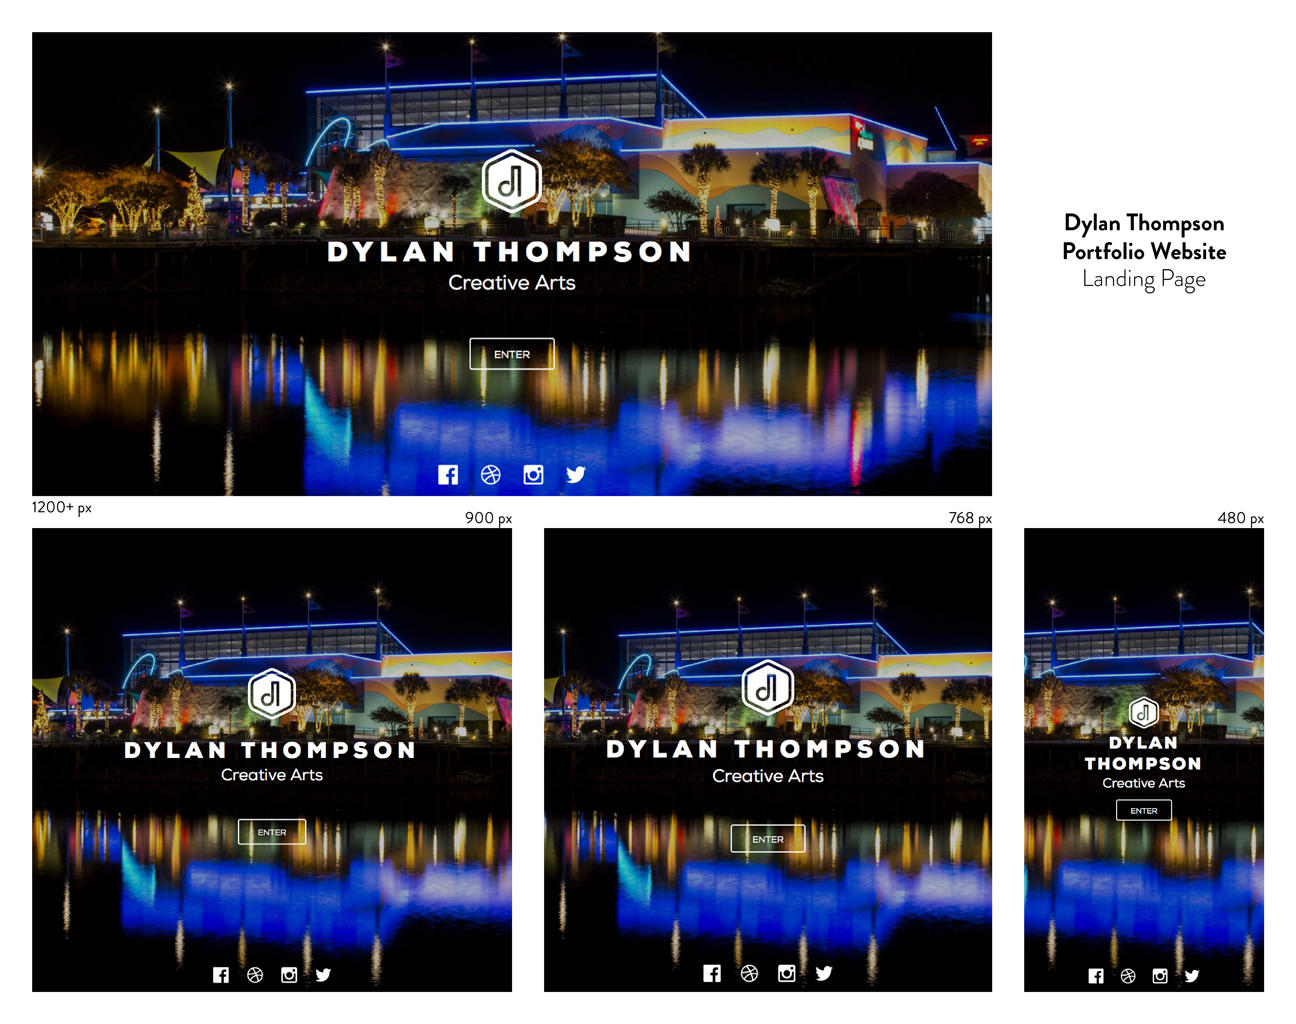 DYLAN THOMPSON
Creative Arts
ENTER
Dylan Thompson
Portfolio Website
Landing Page
1200+ px
900 px
768 px
480 px
DYLAN THOMPSON
Creative Arts
ENTER
DYLAN THOMPSON
Creative Arts
ENTER
DYLAN
THOMPSON
Creative Arts
ENTER